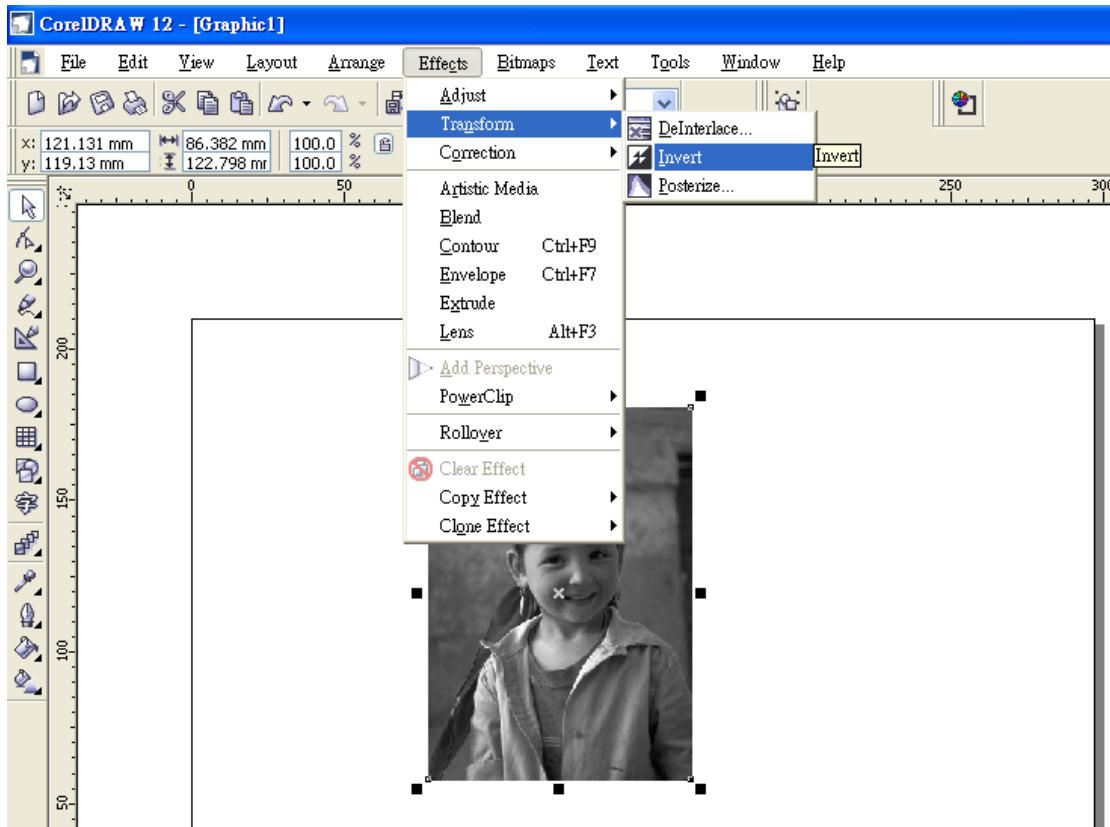 CorelDRAW 12 - [Graphic1]
File Edit View Layout Arrange Effects Bitmaps Text Tools Window Help
x: 121.131 mm 86.382 mm 100.0 %
y: 119.13 mm 122.798 mr 100.0 %
Adjust
Transform
Correction
Artistic Media
Blend
Contour Ctrl+F9
Envelope Ctrl+F7
Extrude
Lens Alt+F3
Add Perspective
PowerClip
Rollover
Clear Effect
Copy Effect
Clone Effect
DeInterlace...
Invert
Posterize...
Invert
0 50 250 300
200
150
100
50
字